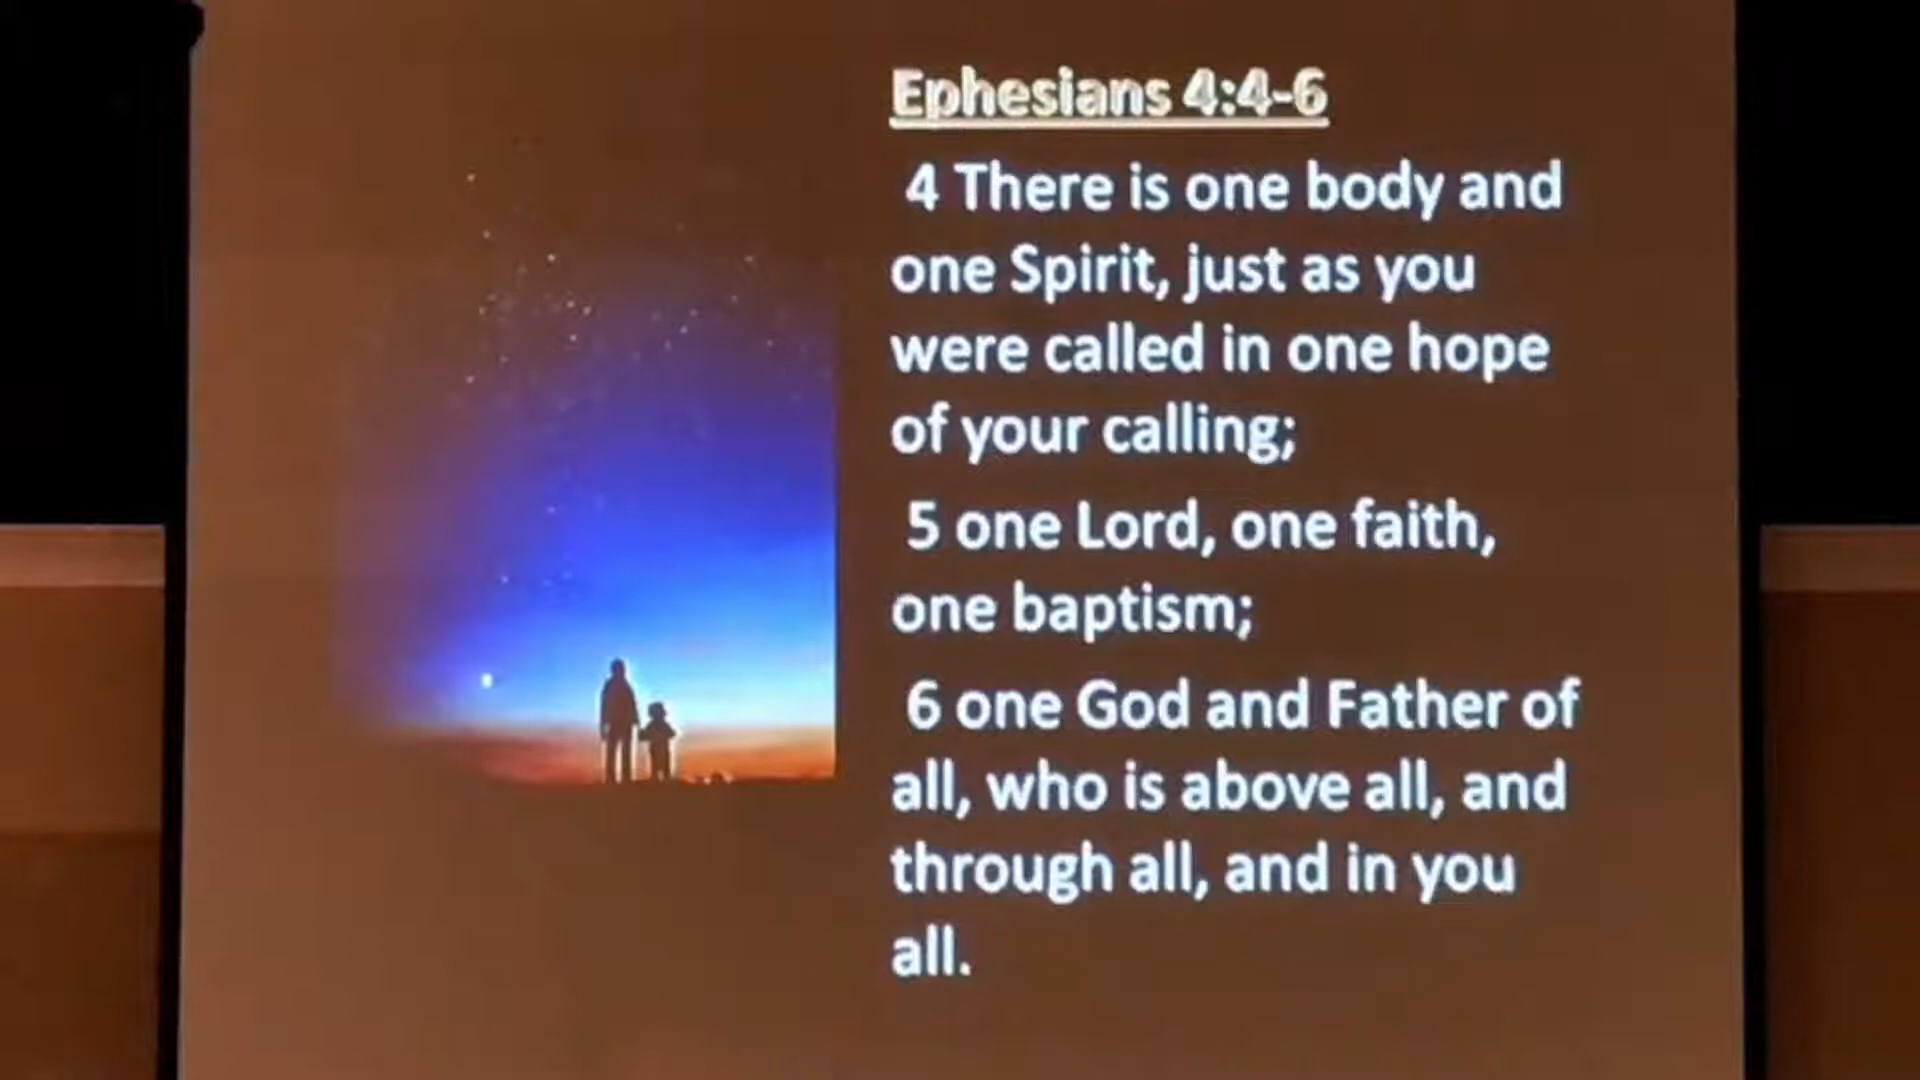 Ephesians 4:4-6
4 There is one body and
one Spirit, just as you
were called in one hope
of your calling;
5 one Lord, one faith,
one baptism;
6 one God and Father of
all, who is above all, and
through all, and in you
all.